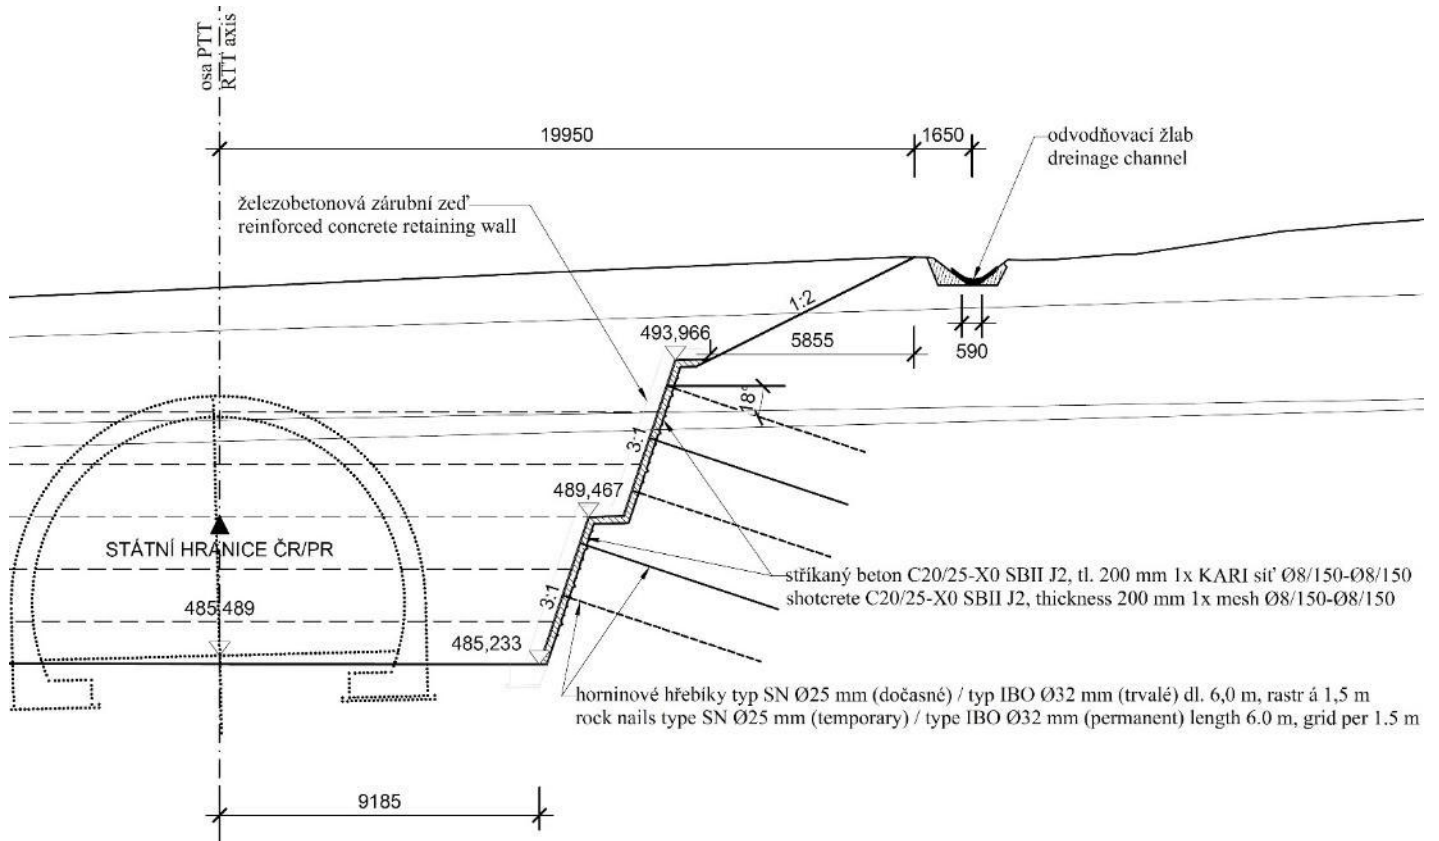 osa PTT
RTT axis
19950
1650
odvodňovací žlab
dreinage channel
železobetonová zárubní zeď
reinforced concrete retaining wall
1:2
493,966
5855
590
18°
3:1
489,467
STÁTNÍ HRANICE ČR/PR
stříkaný beton C20/25-X0 SBII J2, tl. 200 mm 1x KARI síť Ø8/150-Ø8/150
shotcrete C20/25-X0 SBII J2, thickness 200 mm 1x mesh Ø8/150-Ø8/150
3:1
485,489
485,233
horninové hřebíky typ SN Ø25 mm (dočasné) / typ IBO Ø32 mm (trvalé) dl. 6,0 m, rastr á 1,5 m
rock nails type SN Ø25 mm (temporary) / type IBO Ø32 mm (permanent) length 6.0 m, grid per 1.5 m
9185